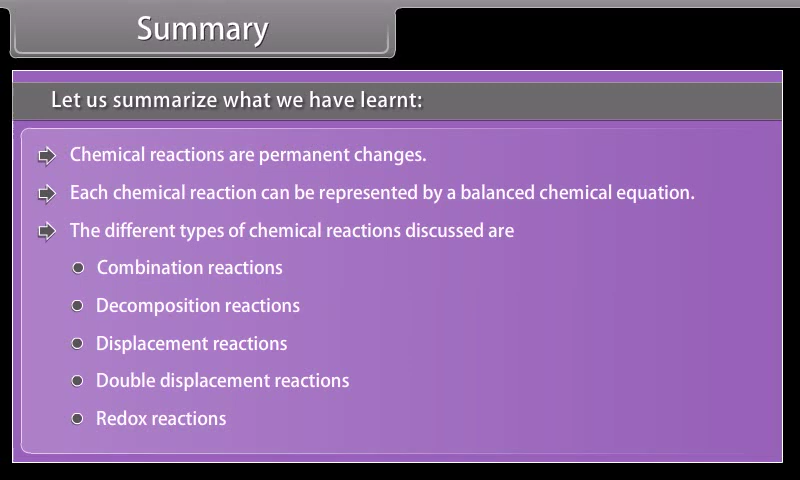 Summary
Let us summarize what we have learnt:
Chemical reactions are permanent changes.
Each chemical reaction can be represented by a balanced chemical equation.
The different types of chemical reactions discussed are
Combination reactions
Decomposition reactions
Displacement reactions
Double displacement reactions
Redox reactions